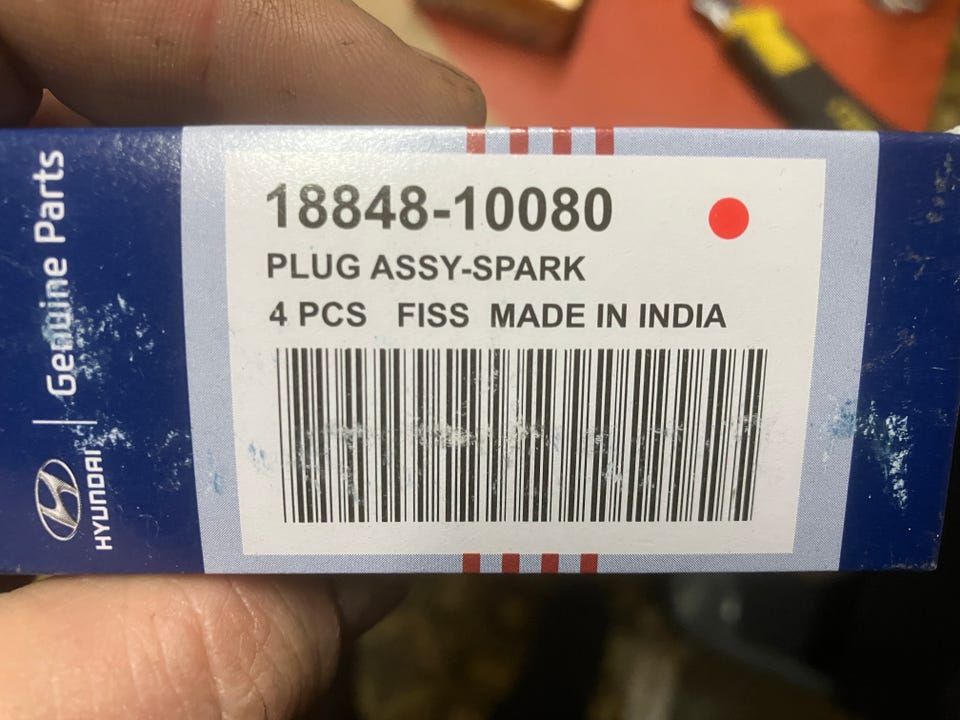 18848-10080
PLUG ASSY-SPARK
4 PCS FISS MADE IN INDIA
HYUNDAI | Genuine Parts